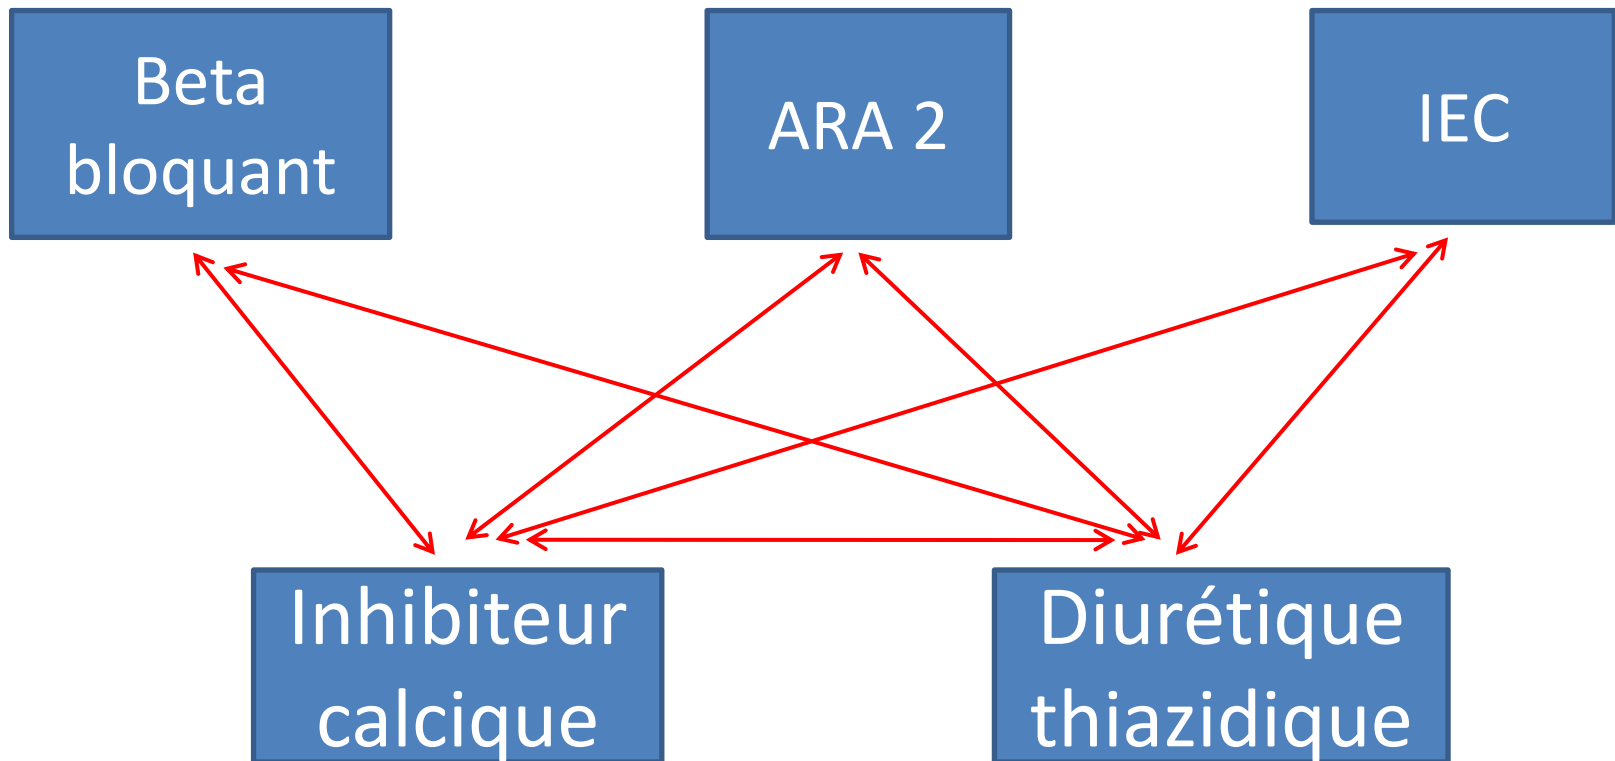 Beta
bloquant
ARA 2
IEC
Inhibiteur
calcique
Diurétique
thiazidique